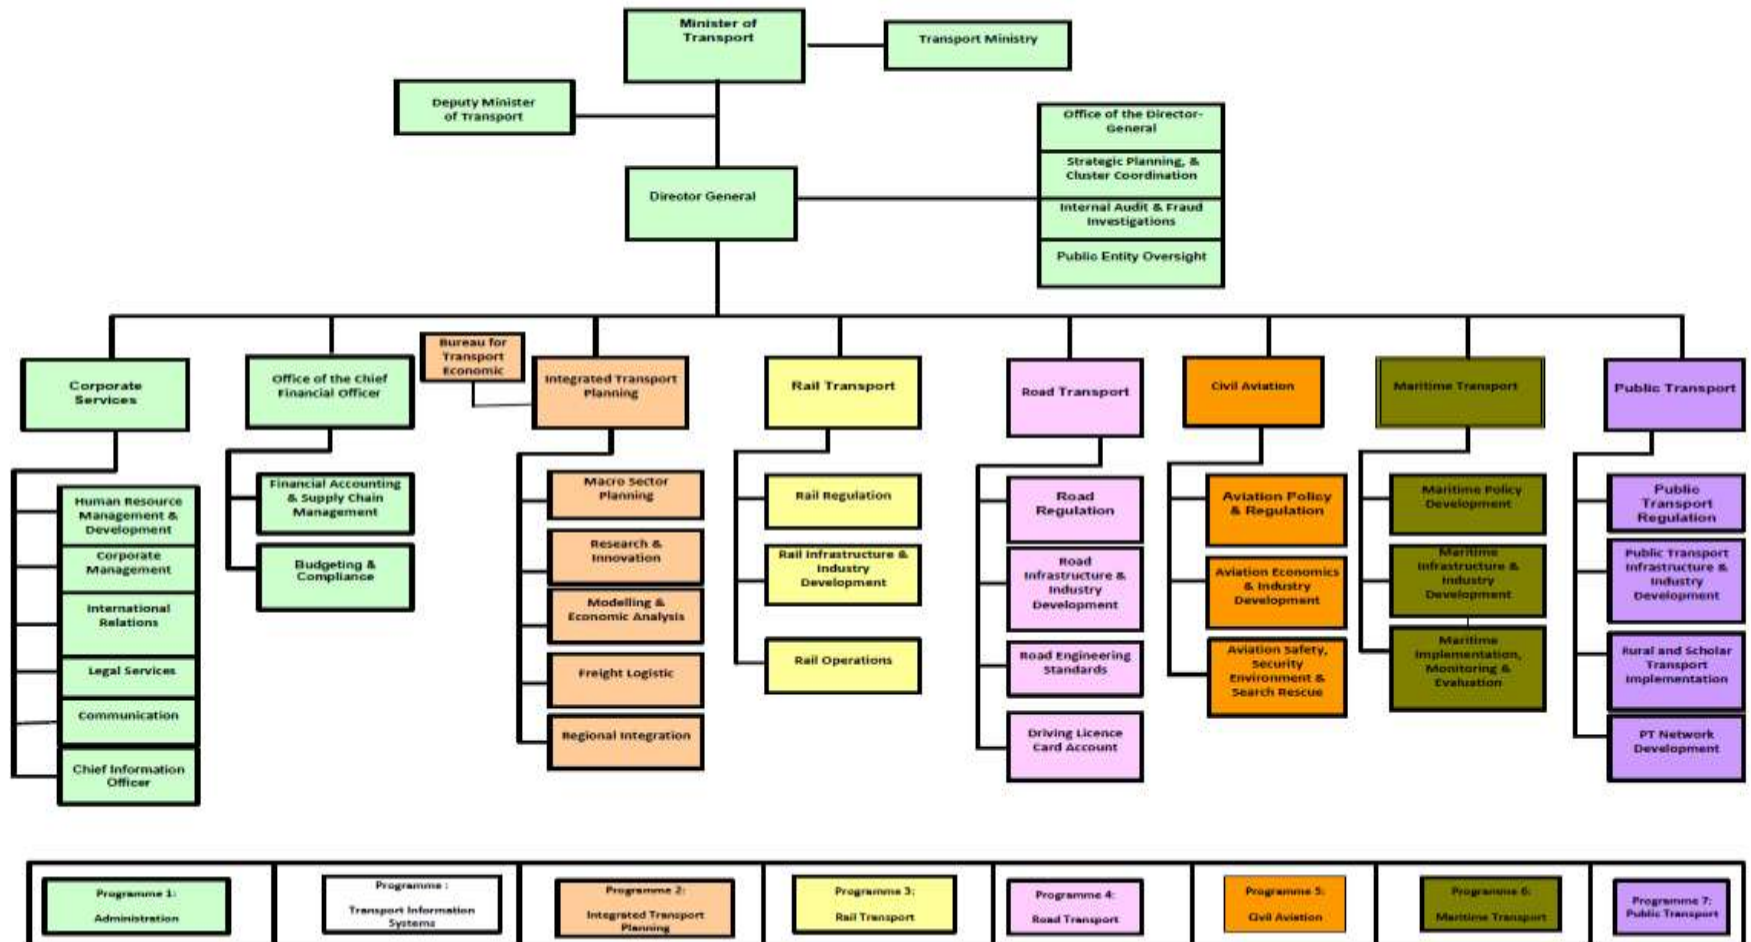 Minister of
Transport
Transport Ministry
Deputy Minister
of Transport
Office of the Director-
General
Strategic Planning, &
Cluster Coordination
Director General
Internal Audit & Fraud
Investigations
Public Entity Oversight
Corporate
Services
Office of the Chief
Financial Officer
Bureau for
Transport
Economic
Integrated Transport
Planning
Rail Transport
Road Transport
Civil Aviation
Maritime Transport
Public Transport
Human Resource
Management &
Development
Corporate
Management
International
Relations
Legal Services
Communication
Chief Information
Officer
Financial Accounting
& Supply Chain
Management
Budgeting &
Compliance
Macro Sector
Planning
Research &
Innovation
Modelling &
Economic Analysis
Freight Logistic
Regional Integration
Rail Regulation
Rail Infrastructure &
Industry
Development
Rail Operations
Road
Regulation
Road
Infrastructure &
Industry
Development
Road Engineering
Standards
Driving Licence
Card Account
Aviation Policy
& Regulation
Aviation Economics
& Industry
Development
Aviation Safety,
Security
Environment &
Search Rescue
Maritime Policy
Development
Maritime
Infrastructure &
Industry
Development
Maritime
Implementation,
Monitoring &
Evaluation
Public
Transport
Regulation
Public Transport
Infrastructure &
Industry
Development
Rural and Scholar
Transport
Implementation
PT Network
Development
Programme 1:
Administration
Programme :
Transport Information
Systems
Programme 2:
Integrated Transport
Planning
Programme 3:
Rail Transport
Programme 4:
Road Transport
Programme 5:
Civil Aviation
Programme 6:
Maritime Transport
Programme 7:
Public Transport